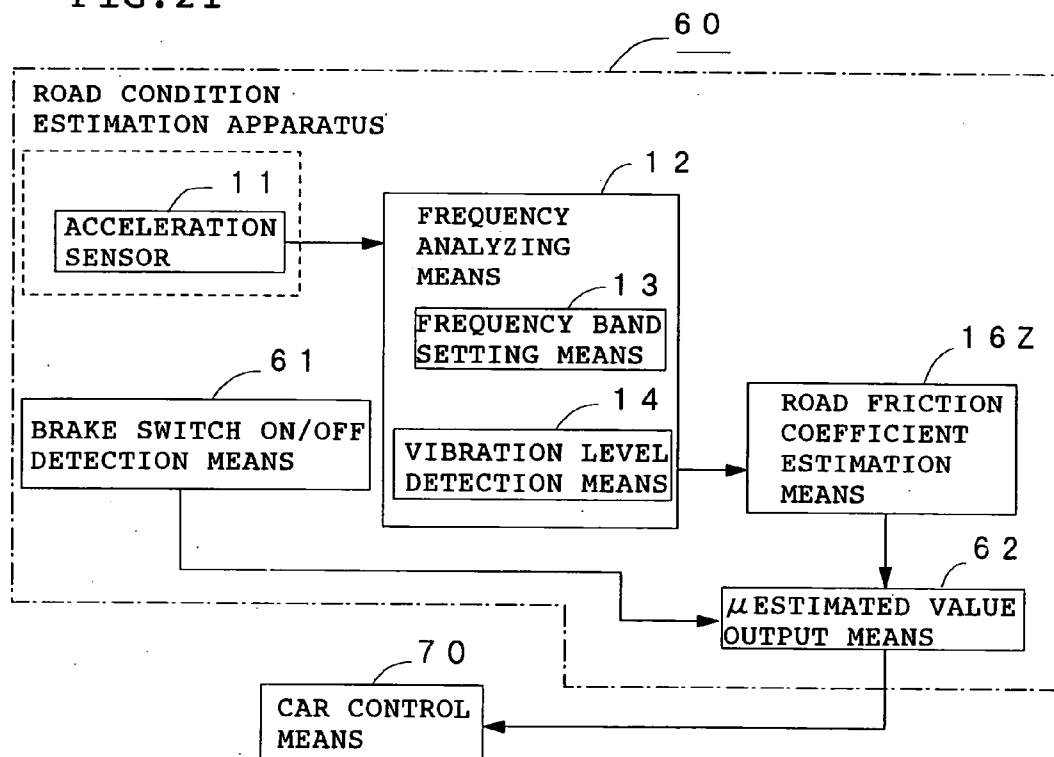 FIG.21
60
ROAD CONDITION
ESTIMATION APPARATUS
11
ACCELERATION
SENSOR
12
FREQUENCY
ANALYZING
MEANS
13
FREQUENCY BAND
SETTING MEANS
14
VIBRATION LEVEL
DETECTION MEANS
61
BRAKE SWITCH ON/OFF
DETECTION MEANS
16Z
ROAD FRICTION
COEFFICIENT
ESTIMATION
MEANS
62
μ ESTIMATED VALUE
OUTPUT MEANS
70
CAR CONTROL
MEANS